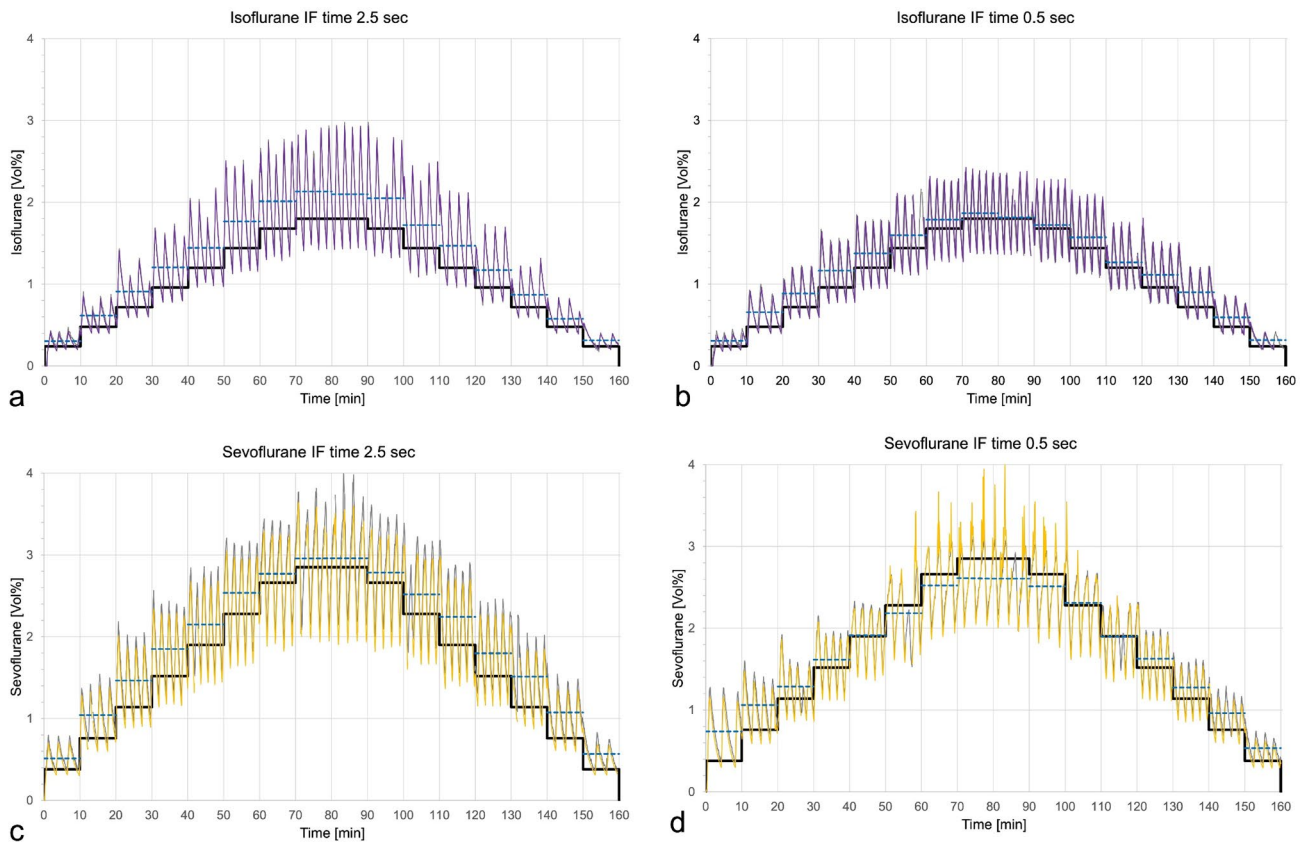 Isoflurane IF time 2.5 sec
Isoflurane [Vol%]
4
3
2
1
0
0 10 20 30 40 50 60 70 80 90 100 110 120 130 140 150 160
Time [min]
a
Isoflurane IF time 0.5 sec
Isoflurane [Vol%]
4
3
2
1
0
0 10 20 30 40 50 60 70 80 90 100 110 120 130 140 150 160
Time [min]
b
Sevoflurane IF time 2.5 sec
Sevoflurane [Vol%]
4
3
2
1
0
0 10 20 30 40 50 60 70 80 90 100 110 120 130 140 150 160
Time [min]
c
Sevoflurane IF time 0.5 sec
Sevoflurane [Vol%]
4
3
2
1
0
0 10 20 30 40 50 60 70 80 90 100 110 120 130 140 150 160
Time [min]
d